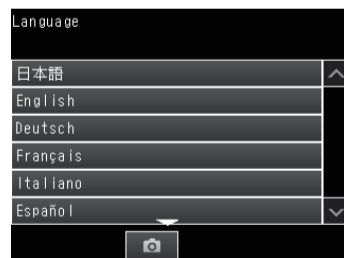 Language
日本語
English
Deutsch
Français
Italiano
Español